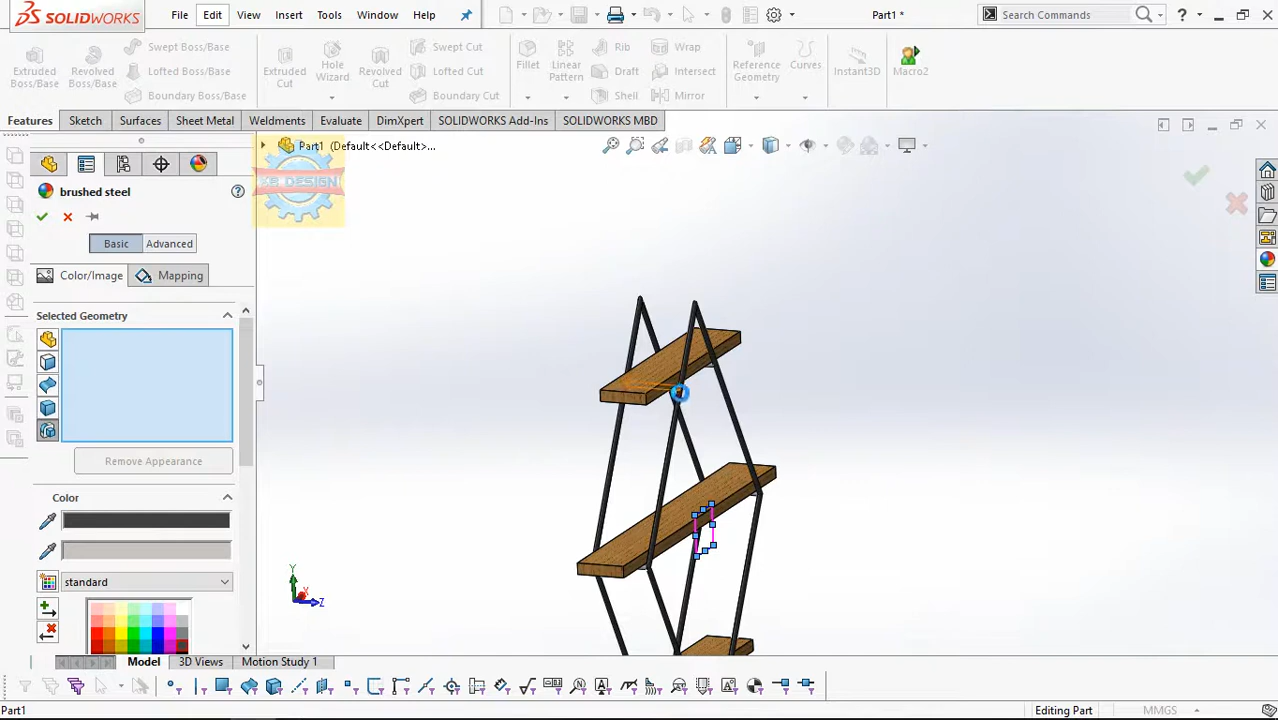 SOLIDWORKS File Edit View Insert Tools Window Help Part1 * Search Commands ?
Extruded Boss/Base Revolved Boss/Base Swept Boss/Base Lofted Boss/Base Boundary Boss/Base Extruded Cut Hole Wizard Revolved Cut Swept Cut Lofted Cut Boundary Cut Fillet Linear Pattern Rib Draft Shell Wrap Intersect Mirror Reference Geometry Curves Instant3D Macro2
Features Sketch Surfaces Sheet Metal Weldments Evaluate DimXpert SOLIDWORKS Add-Ins SOLIDWORKS MBD
Part1 (Default<<Default>...
DESIGN
brushed steel ?
Basic Advanced
Color/Image Mapping
Selected Geometry
Remove Appearance
Color
standard
Y
X
Z
Model 3D Views Motion Study 1
Part1 Editing Part MMGS